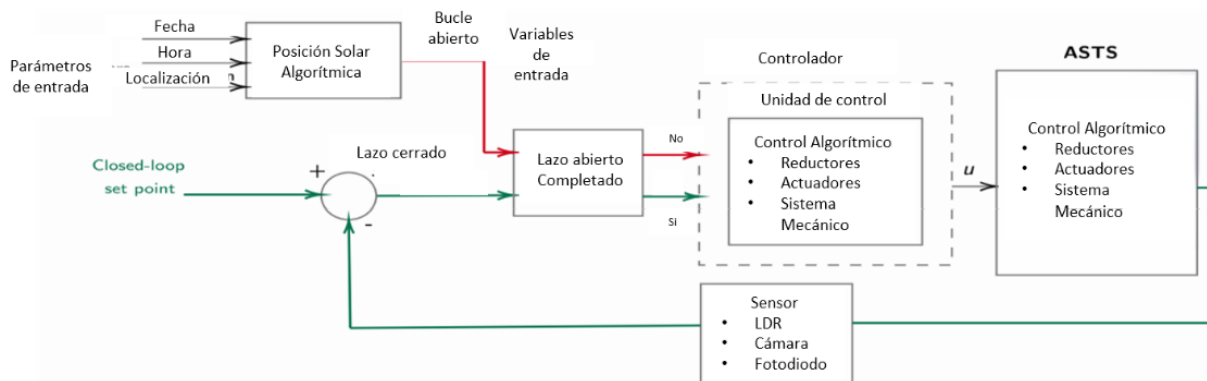 Parámetros
de entrada
Fecha
Hora
Localización
Posición Solar
Algorítmica
Bucle
abierto
Variables
de
entrada
Closed-loop
set point
+
-
Lazo cerrado
Lazo abierto
Completado
No
Si
Controlador
Unidad de control
Control Algorítmico
• Reductores
• Actuadores
• Sistema
Mecánico
u
ASTS
Control Algorítmico
• Reductores
• Actuadores
• Sistema
Mecánico
Sensor
• LDR
• Cámara
• Fotodiodo